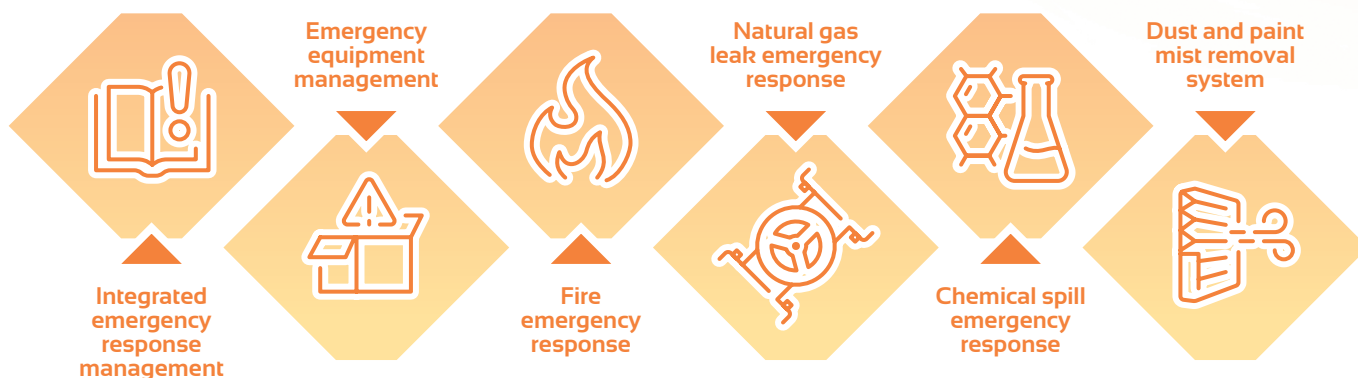 Integrated
emergency
response
management
Emergency
equipment
management
Fire
emergency
response
Natural gas
leak emergency
response
Chemical spill
emergency
response
Dust and paint
mist removal
system